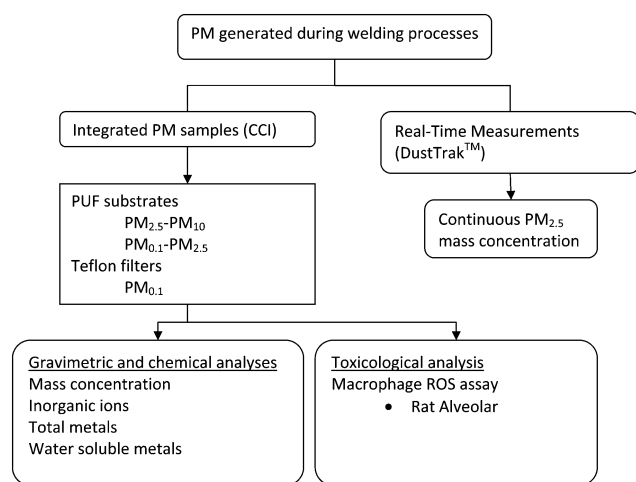 PM generated during welding processes
Integrated PM samples (CCI)
Real-Time Measurements
(DustTrak™)
PUF substrates
PM2.5-PM10
PM0.1-PM2.5
Teflon filters
PM0.1
Continuous PM2.5
mass concentration
Gravimetric and chemical analyses
Mass concentration
Inorganic ions
Total metals
Water soluble metals
Toxicological analysis
Macrophage ROS assay
• Rat Alveolar